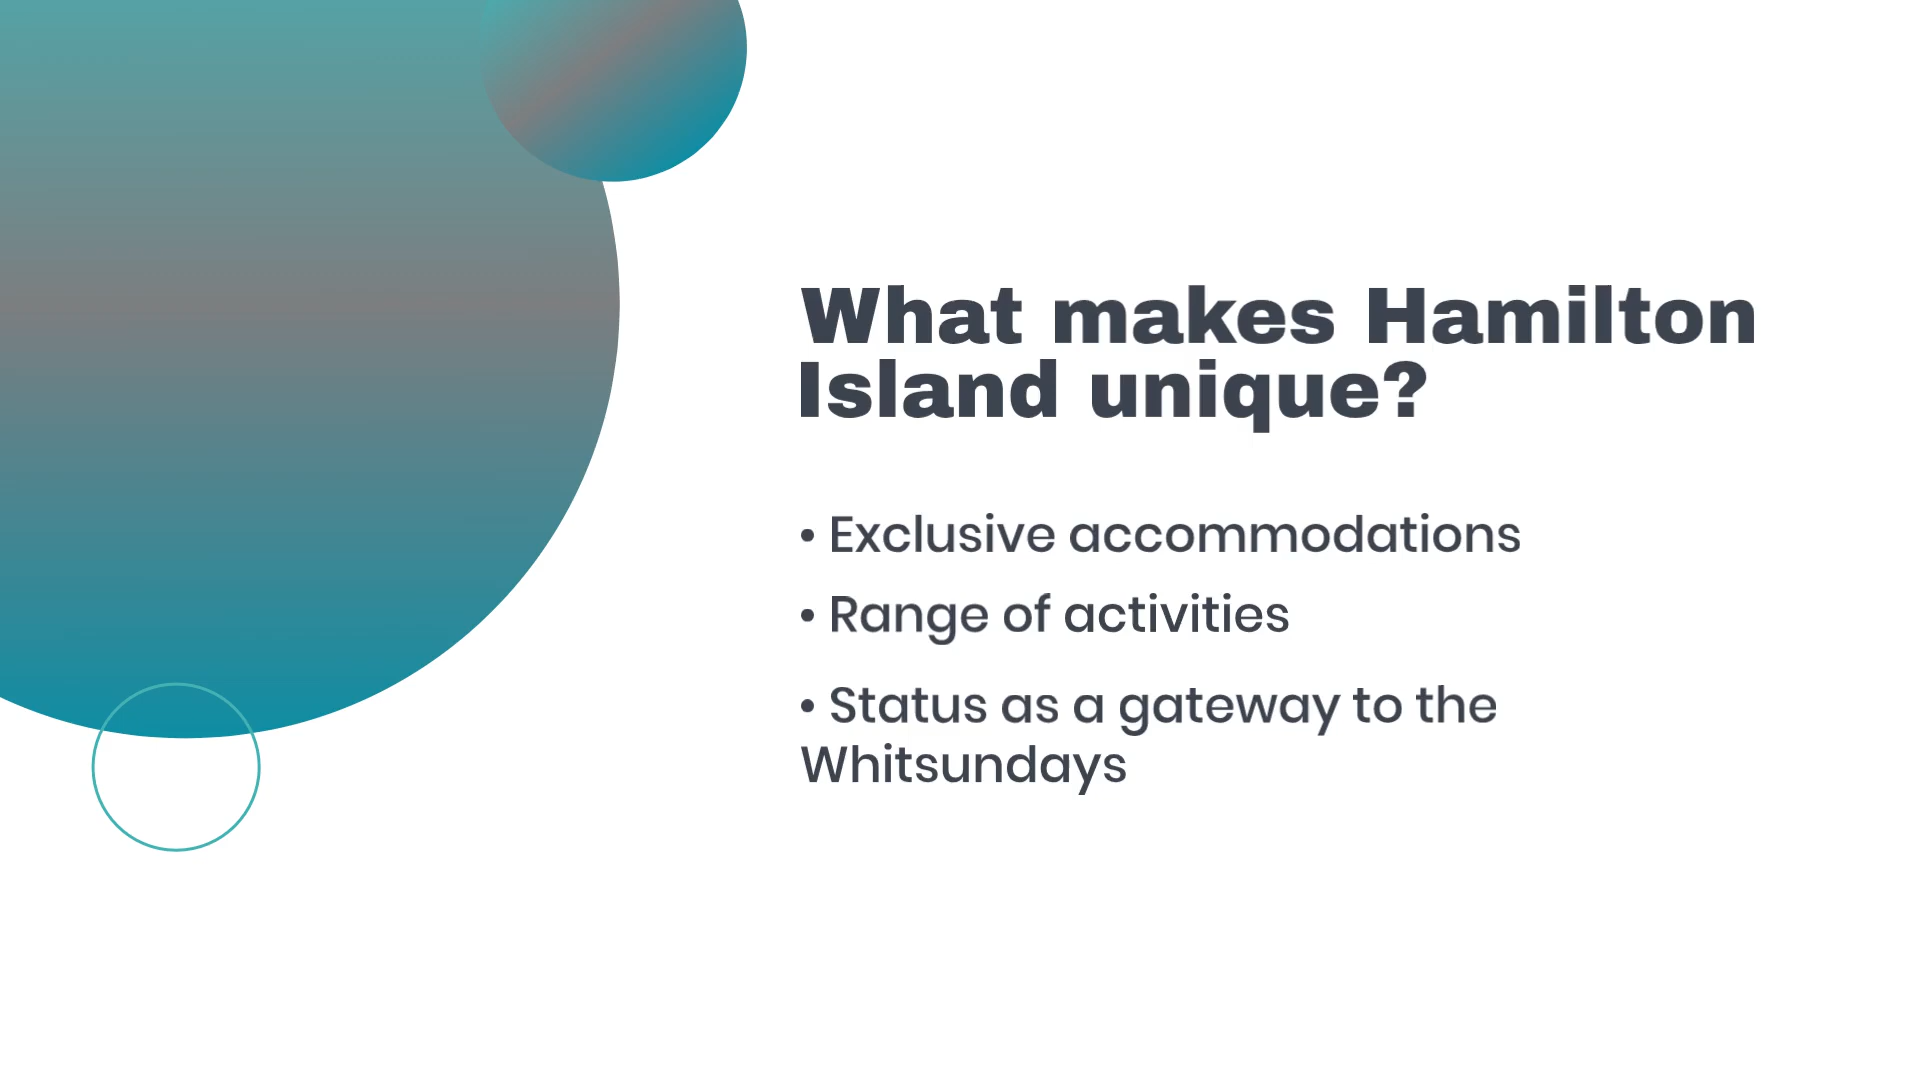 What makes Hamilton
Island unique?
• Exclusive accommodations
• Range of activities
• Status as a gateway to the
Whitsundays